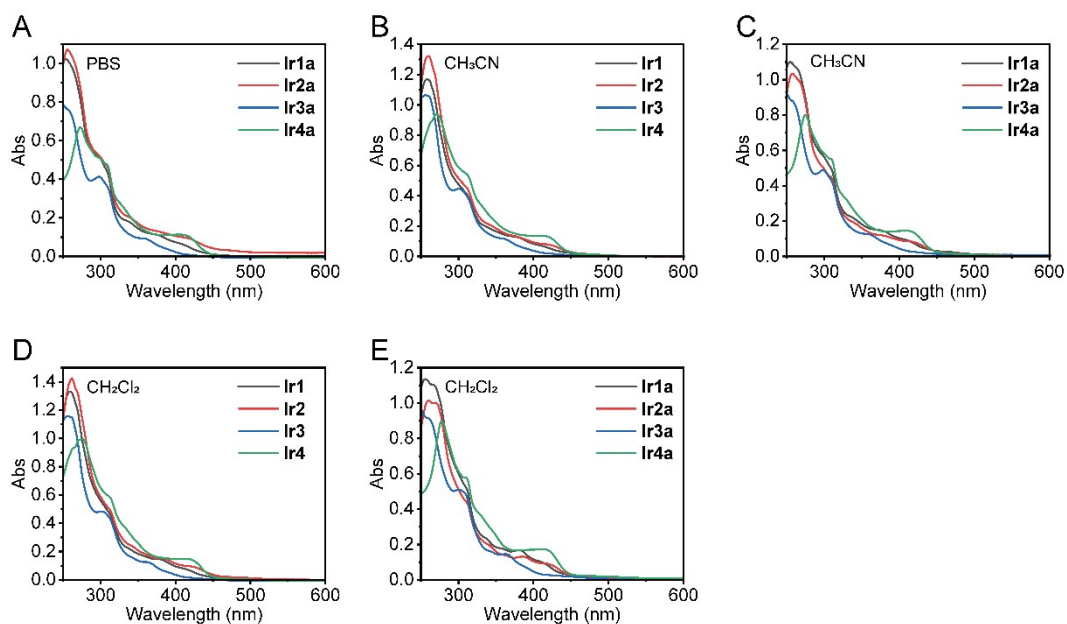 A
PBS
Ir1a
Ir2a
Ir3a
Ir4a
Abs
1.0
0.8
0.6
0.4
0.2
0.0
300 400 500 600
Wavelength (nm)
B
CH₃CN
Ir1
Ir2
Ir3
Ir4
Abs
1.4
1.2
1.0
0.8
0.6
0.4
0.2
0.0
300 400 500 600
Wavelength (nm)
C
CH₃CN
Ir1a
Ir2a
Ir3a
Ir4a
Abs
1.2
1.0
0.8
0.6
0.4
0.2
0.0
300 400 500 600
Wavelength (nm)
D
CH₂Cl₂
Ir1
Ir2
Ir3
Ir4
Abs
1.4
1.2
1.0
0.8
0.6
0.4
0.2
0.0
300 400 500 600
Wavelength (nm)
E
CH₂Cl₂
Ir1a
Ir2a
Ir3a
Ir4a
Abs
1.2
1.0
0.8
0.6
0.4
0.2
0.0
300 400 500 600
Wavelength (nm)